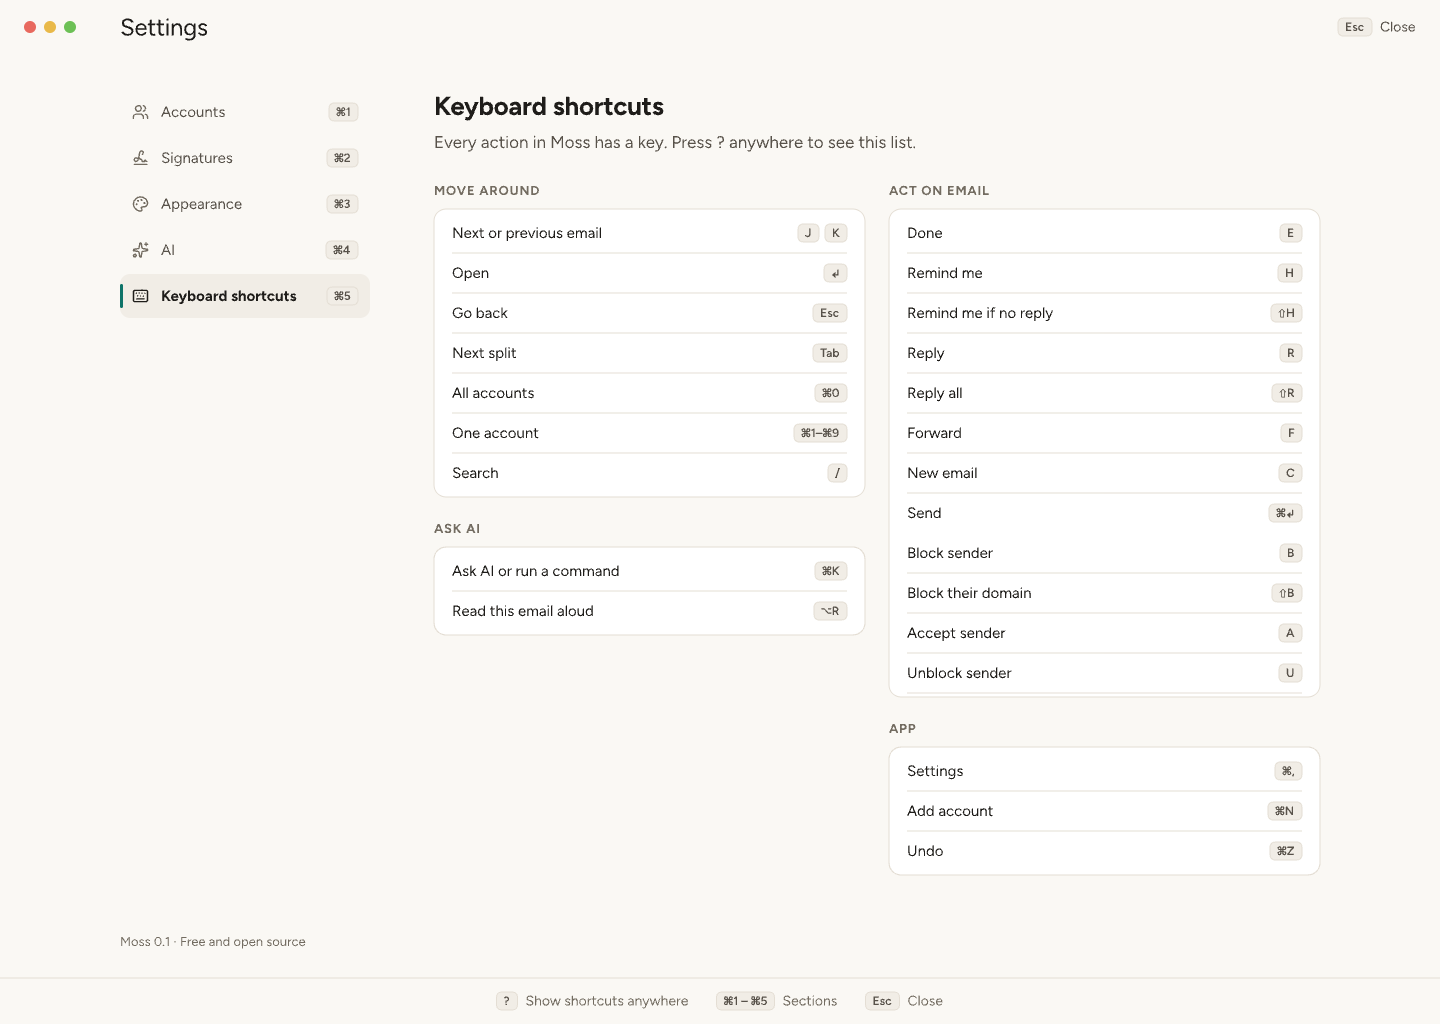 Settings
Esc Close
Accounts ⌘1
Signatures ⌘2
Appearance ⌘3
AI ⌘4
Keyboard shortcuts ⌘5
Keyboard shortcuts
Every action in Moss has a key. Press ? anywhere to see this list.
MOVE AROUND
Next or previous email J K
Open ↲
Go back Esc
Next split Tab
All accounts ⌘0
One account ⌘1–⌘9
Search /
ASK AI
Ask AI or run a command ⌘K
Read this email aloud ⌥R
ACT ON EMAIL
Done E
Remind me H
Remind me if no reply ⇧H
Reply R
Reply all ⇧R
Forward F
New email C
Send ⌘↲
Block sender B
Block their domain ⇧B
Accept sender A
Unblock sender U
APP
Settings ⌘,
Add account ⌘N
Undo ⌘Z
Moss 0.1 · Free and open source
? Show shortcuts anywhere ⌘1 – ⌘5 Sections Esc Close